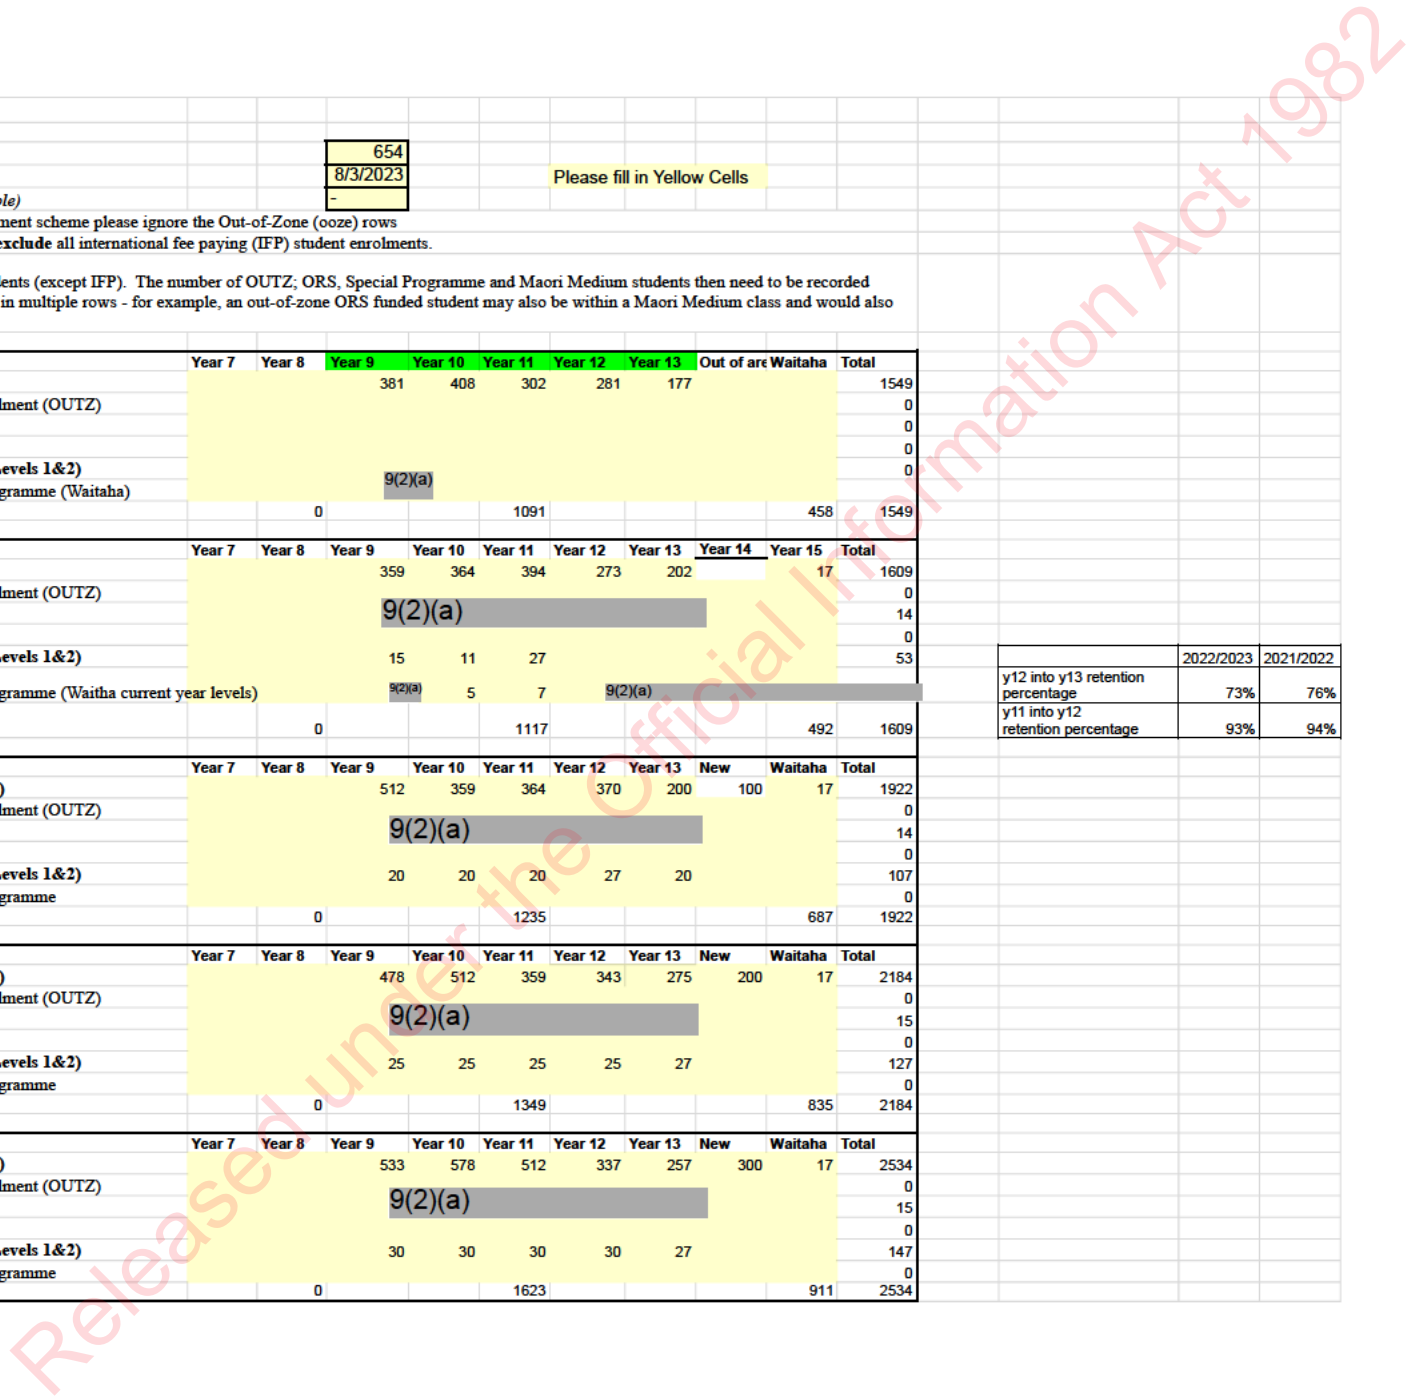 654
8/3/2023
Please fill in Yellow Cells
ble)
-
ment scheme please ignore the Out-of-Zone (ooze) rows
exclude all international fee paying (IFP) student enrolments.
dents (except IFP).  The number of OUTZ; ORS, Special Programme and Maori Medium students then need to be recorded
in multiple rows - for example, an out-of-zone ORS funded student may also be within a Maori Medium class and would also
Year 7 Year 8 Year 9 Year 10 Year 11 Year 12 Year 13 Out of are Waitaha Total
381 408 302 281 177 1549
lment (OUTZ) 0
0
0
evels 1&2) 0
9(2)(a)
gramme (Waitaha)
0 1091 458 1549
Year 7 Year 8 Year 9 Year 10 Year 11 Year 12 Year 13 Year 14 Year 15 Total
359 364 394 273 202 17 1609
lment (OUTZ) 0
9(2)(a) 14
0
evels 1&2) 15 11 27 53
gramme (Waitha current year levels) 9(2)(a) 5 7 9(2)(a)
0 1117 492 1609
2022/2023 2021/2022
y12 into y13 retention
percentage 73% 76%
y11 into y12
retention percentage 93% 94%
Year 7 Year 8 Year 9 Year 10 Year 11 Year 12 Year 13 New Waitaha Total
) 512 359 364 370 200 100 17 1922
lment (OUTZ) 0
9(2)(a) 14
0
evels 1&2) 20 20 20 27 20 107
gramme 0
0 1235 687 1922
Year 7 Year 8 Year 9 Year 10 Year 11 Year 12 Year 13 New Waitaha Total
) 478 512 359 343 275 200 17 2184
lment (OUTZ) 0
9(2)(a) 15
0
evels 1&2) 25 25 25 25 27 127
gramme 0
0 1349 835 2184
Year 7 Year 8 Year 9 Year 10 Year 11 Year 12 Year 13 New Waitaha Total
) 533 578 512 337 257 300 17 2534
lment (OUTZ) 0
9(2)(a) 15
0
evels 1&2) 30 30 30 30 27 147
gramme 0
0 1623 911 2534
Released under the Official Information Act 1982